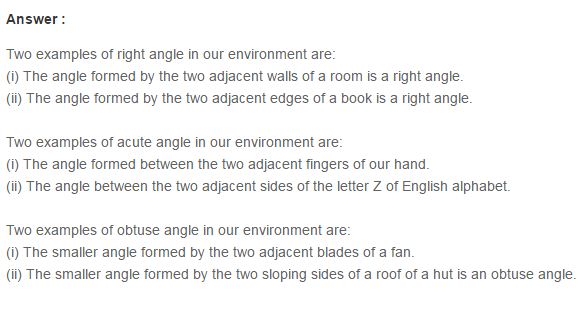 Answer :
Two examples of right angle in our environment are:
(i) The angle formed by the two adjacent walls of a room is a right angle.
(ii) The angle formed by the two adjacent edges of a book is a right angle.
Two examples of acute angle in our environment are:
(i) The angle formed between the two adjacent fingers of our hand.
(ii) The angle between the two adjacent sides of the letter Z of English alphabet.
Two examples of obtuse angle in our environment are:
(i) The smaller angle formed by the two adjacent blades of a fan.
(ii) The smaller angle formed by the two sloping sides of a roof of a hut is an obtuse angle.